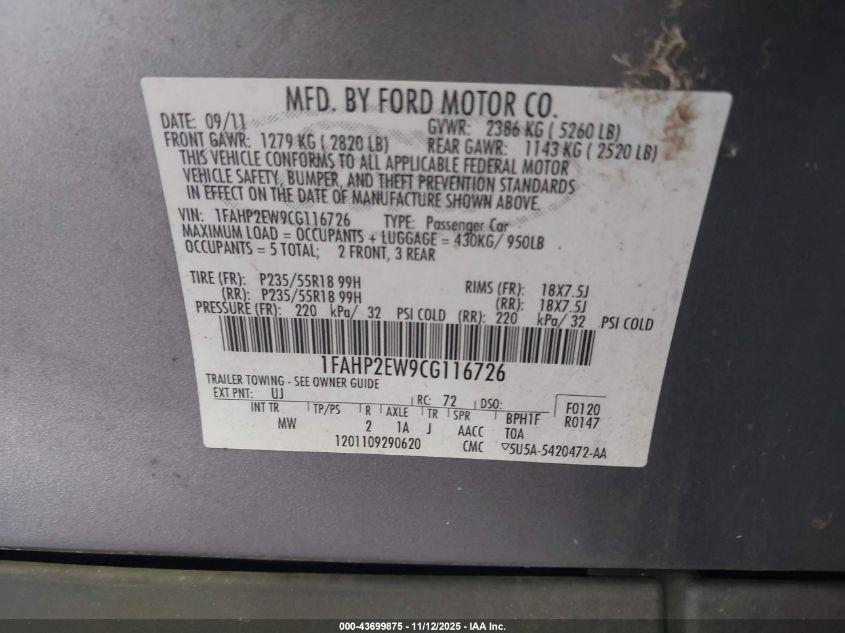 MFD. BY FORD MOTOR CO.
DATE: 09/11 GVWR: 2386 KG ( 5260 LB)
FRONT GAWR: 1279 KG ( 2820 LB) REAR GAWR: 1143 KG ( 2520 LB)
THIS VEHICLE CONFORMS TO ALL APPLICABLE FEDERAL MOTOR
VEHICLE SAFETY, BUMPER, AND THEFT PREVENTION STANDARDS
IN EFFECT ON THE DATE OF MANUFACTURE SHOWN ABOVE.
VIN: 1FAHP2EW9CG116726 TYPE: Passenger Car
MAXIMUM LOAD = OCCUPANTS + LUGGAGE = 430KG/ 950LB
OCCUPANTS = 5 TOTAL; 2 FRONT, 3 REAR
TIRE (FR): P235/55R18 99H RIMS (FR): 18X7.5J
(RR): P235/55R18 99H (RR): 18X7.5J
PRESSURE (FR): 220 kPa/ 32 PSI COLD (RR): 220 kPa/ 32 PSI COLD
1FAHP2EW9CG116726
TRAILER TOWING - SEE OWNER GUIDE
EXT PNT: UJ RC: 72 DSO: F0120
INT TR TP/PS R AXLE TR SPR BPH1F R0147
MW 2 1A J AACC TOA
1201109290620 CMC ▽5U5A-5420472-AA
000-43699875 - 11/12/2025 - IAA Inc.